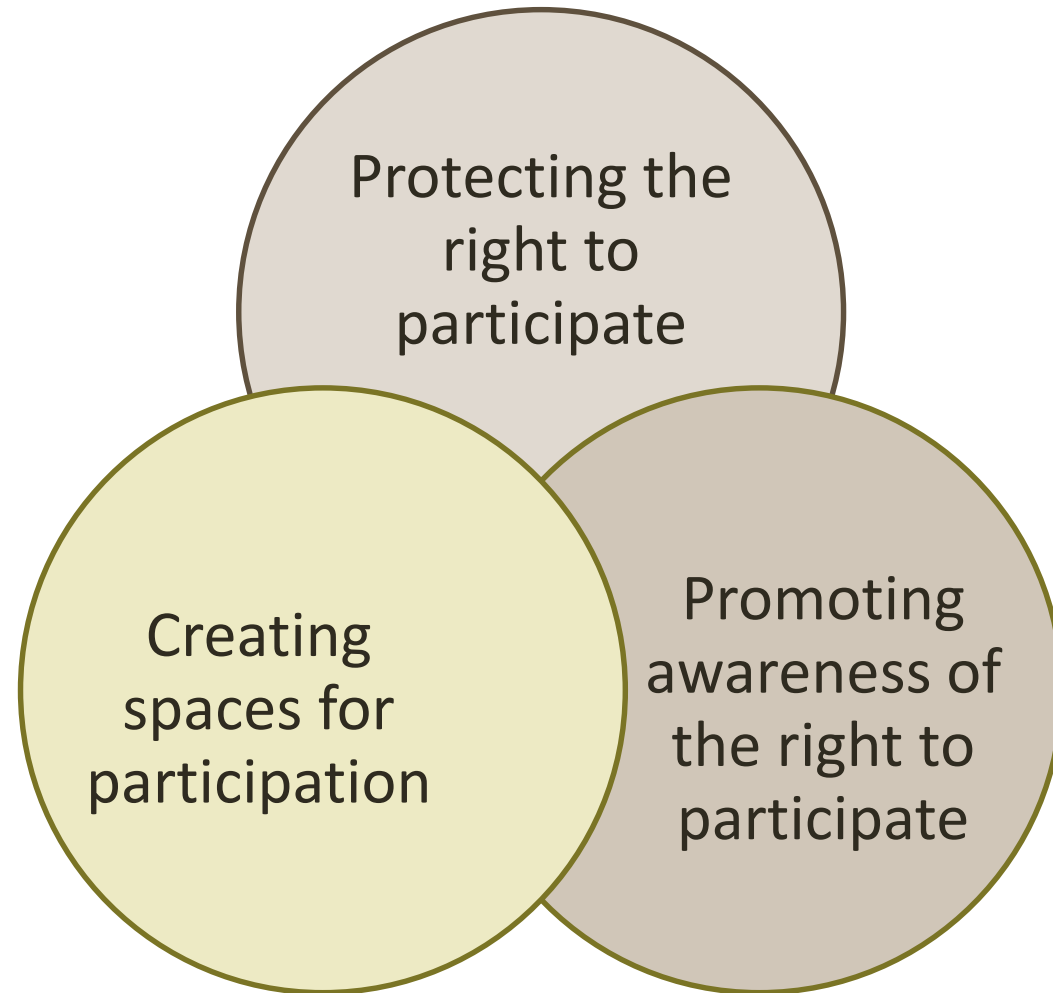 Protecting the
right to
participate
Creating
spaces for
participation
Promoting
awareness of
the right to
participate